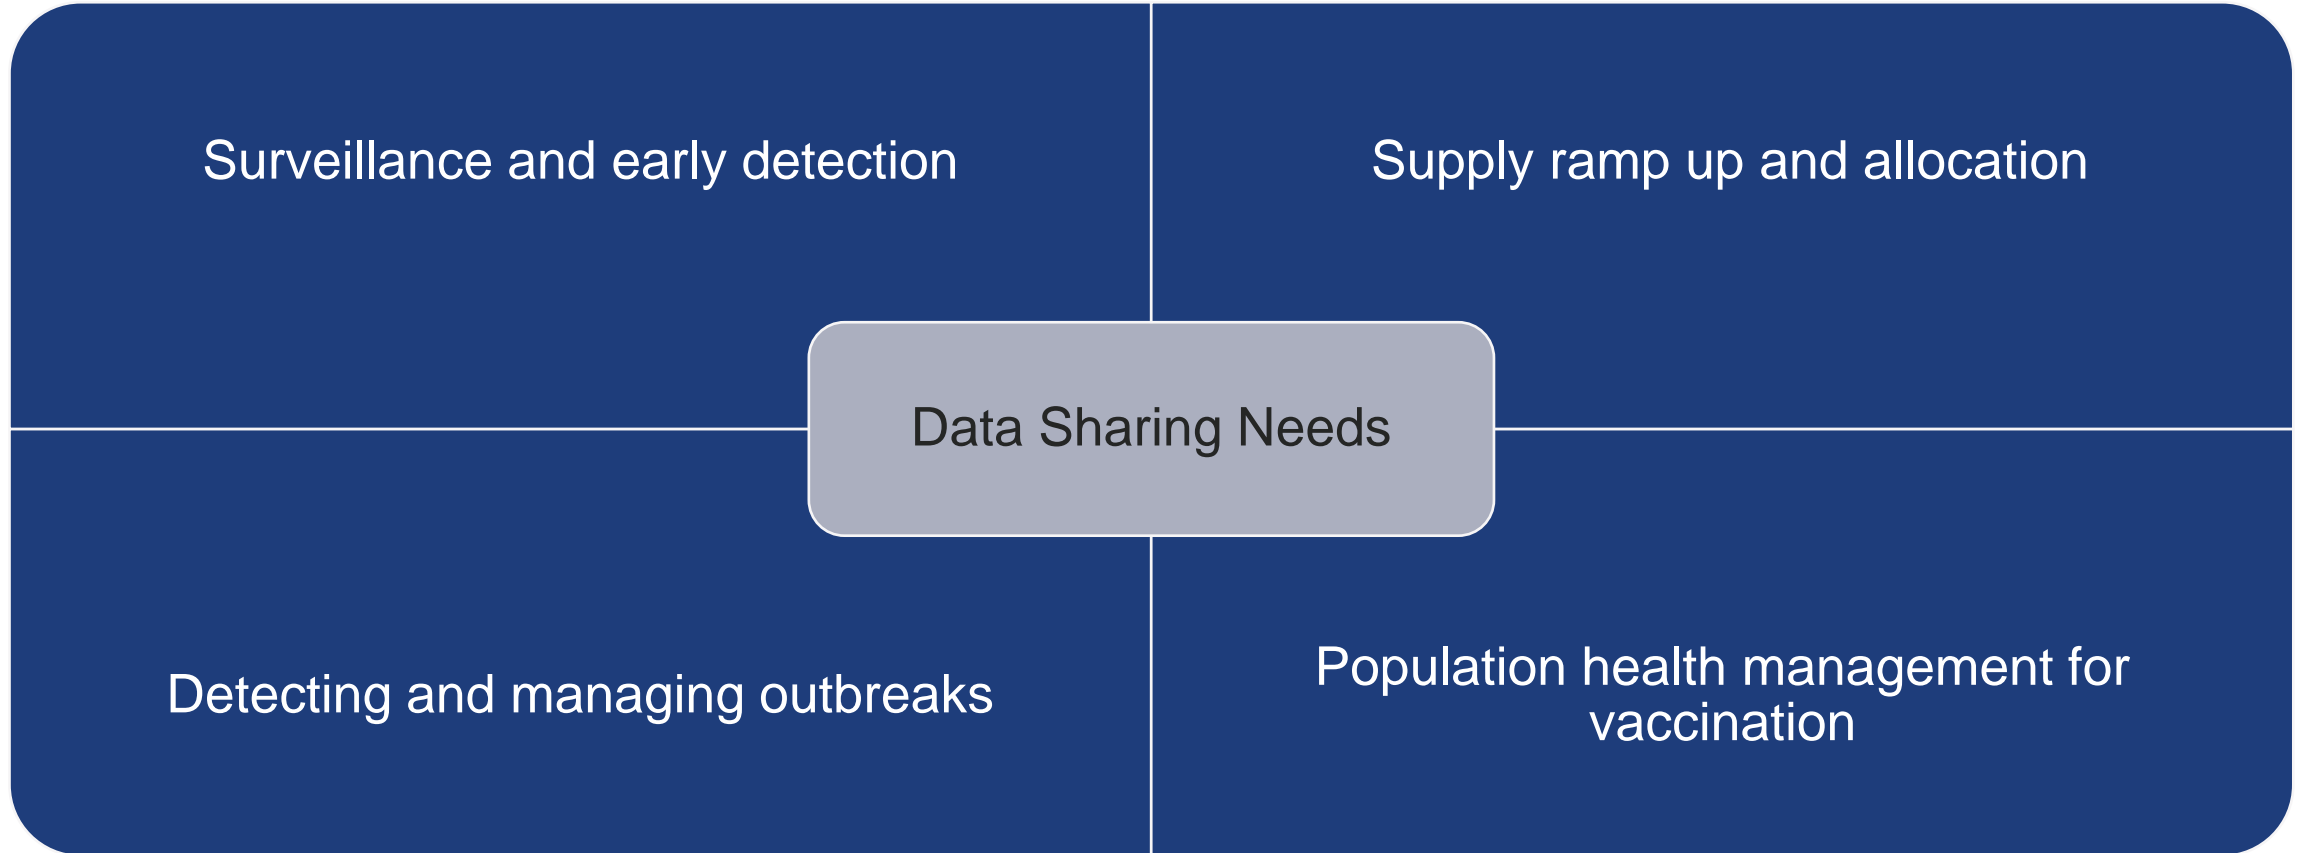 Surveillance and early detection
Supply ramp up and allocation
Data Sharing Needs
Detecting and managing outbreaks
Population health management for
vaccination